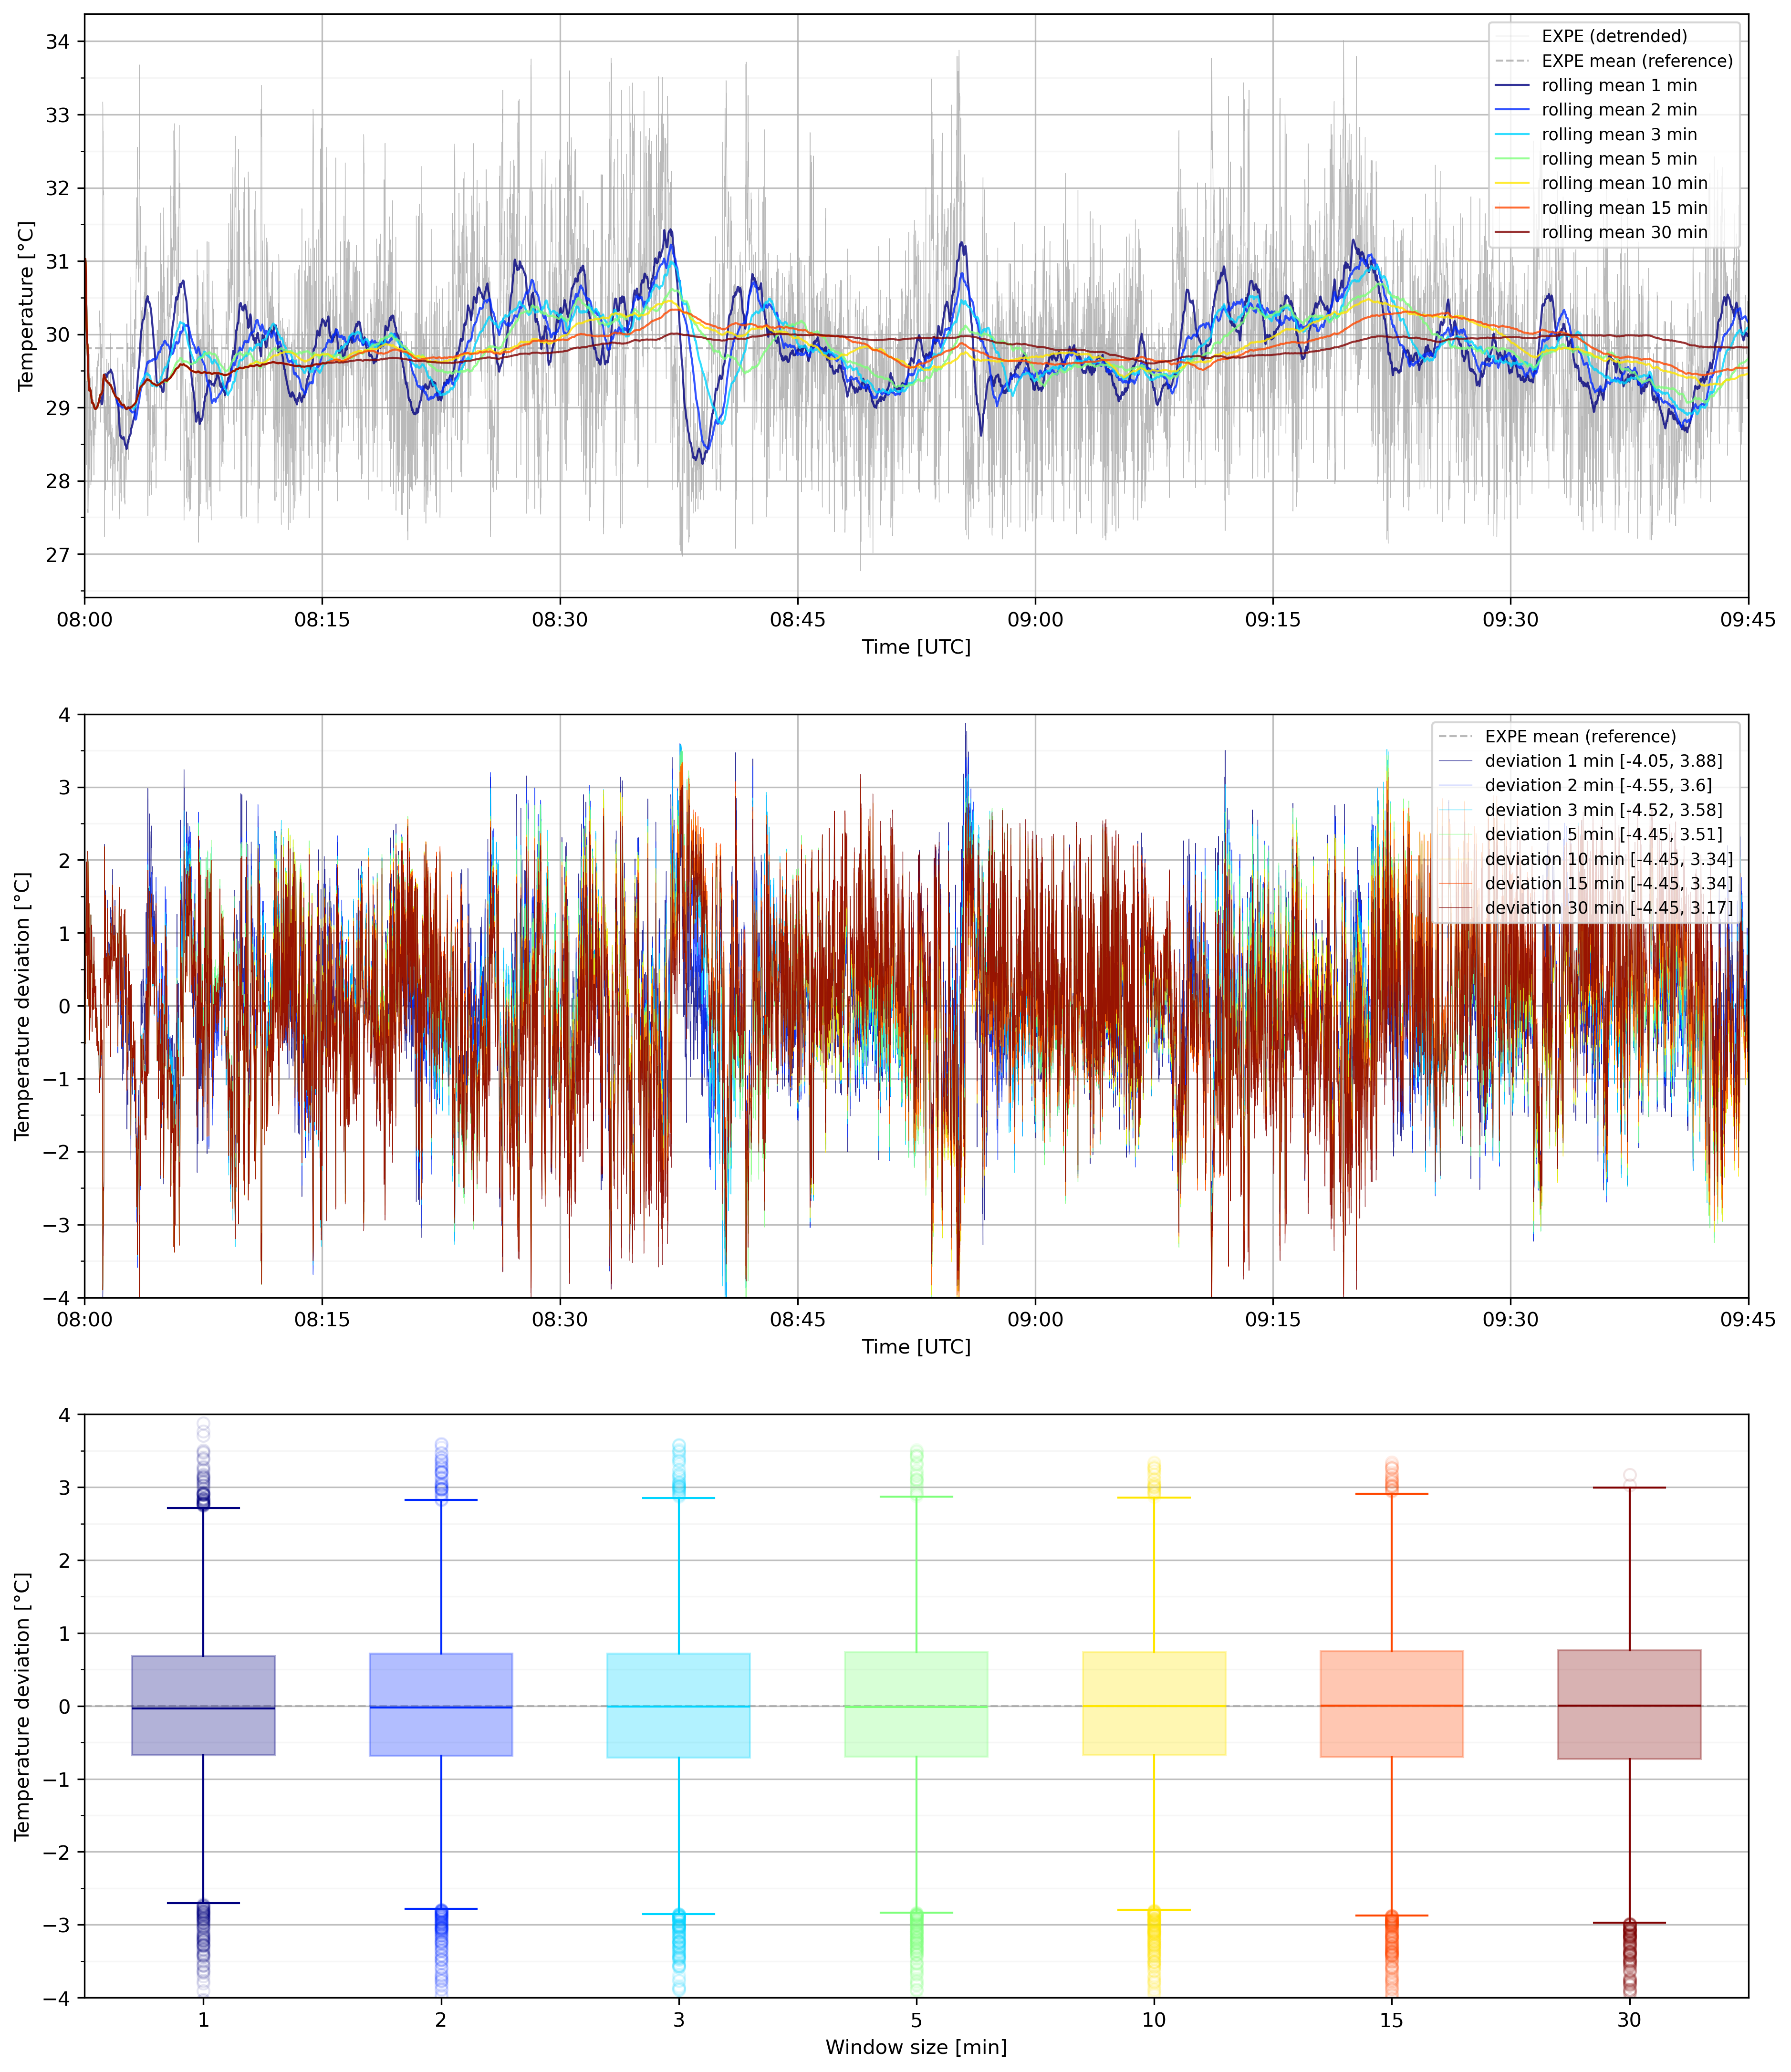 34
33
32
31
30
29
28
27
Temperature [°C]
EXPE (detrended)
EXPE mean (reference)
rolling mean 1 min
rolling mean 2 min
rolling mean 3 min
rolling mean 5 min
rolling mean 10 min
rolling mean 15 min
rolling mean 30 min
08:00 08:15 08:30 08:45 09:00 09:15 09:30 09:45
Time [UTC]
4
3
2
1
0
−1
−2
−3
−4
Temperature deviation [°C]
EXPE mean (reference)
deviation 1 min [-4.05, 3.88]
deviation 2 min [-4.55, 3.6]
deviation 3 min [-4.52, 3.58]
deviation 5 min [-4.45, 3.51]
deviation 10 min [-4.45, 3.34]
deviation 15 min [-4.45, 3.34]
deviation 30 min [-4.45, 3.17]
08:00 08:15 08:30 08:45 09:00 09:15 09:30 09:45
Time [UTC]
4
3
2
1
0
−1
−2
−3
−4
Temperature deviation [°C]
1 2 3 5 10 15 30
Window size [min]